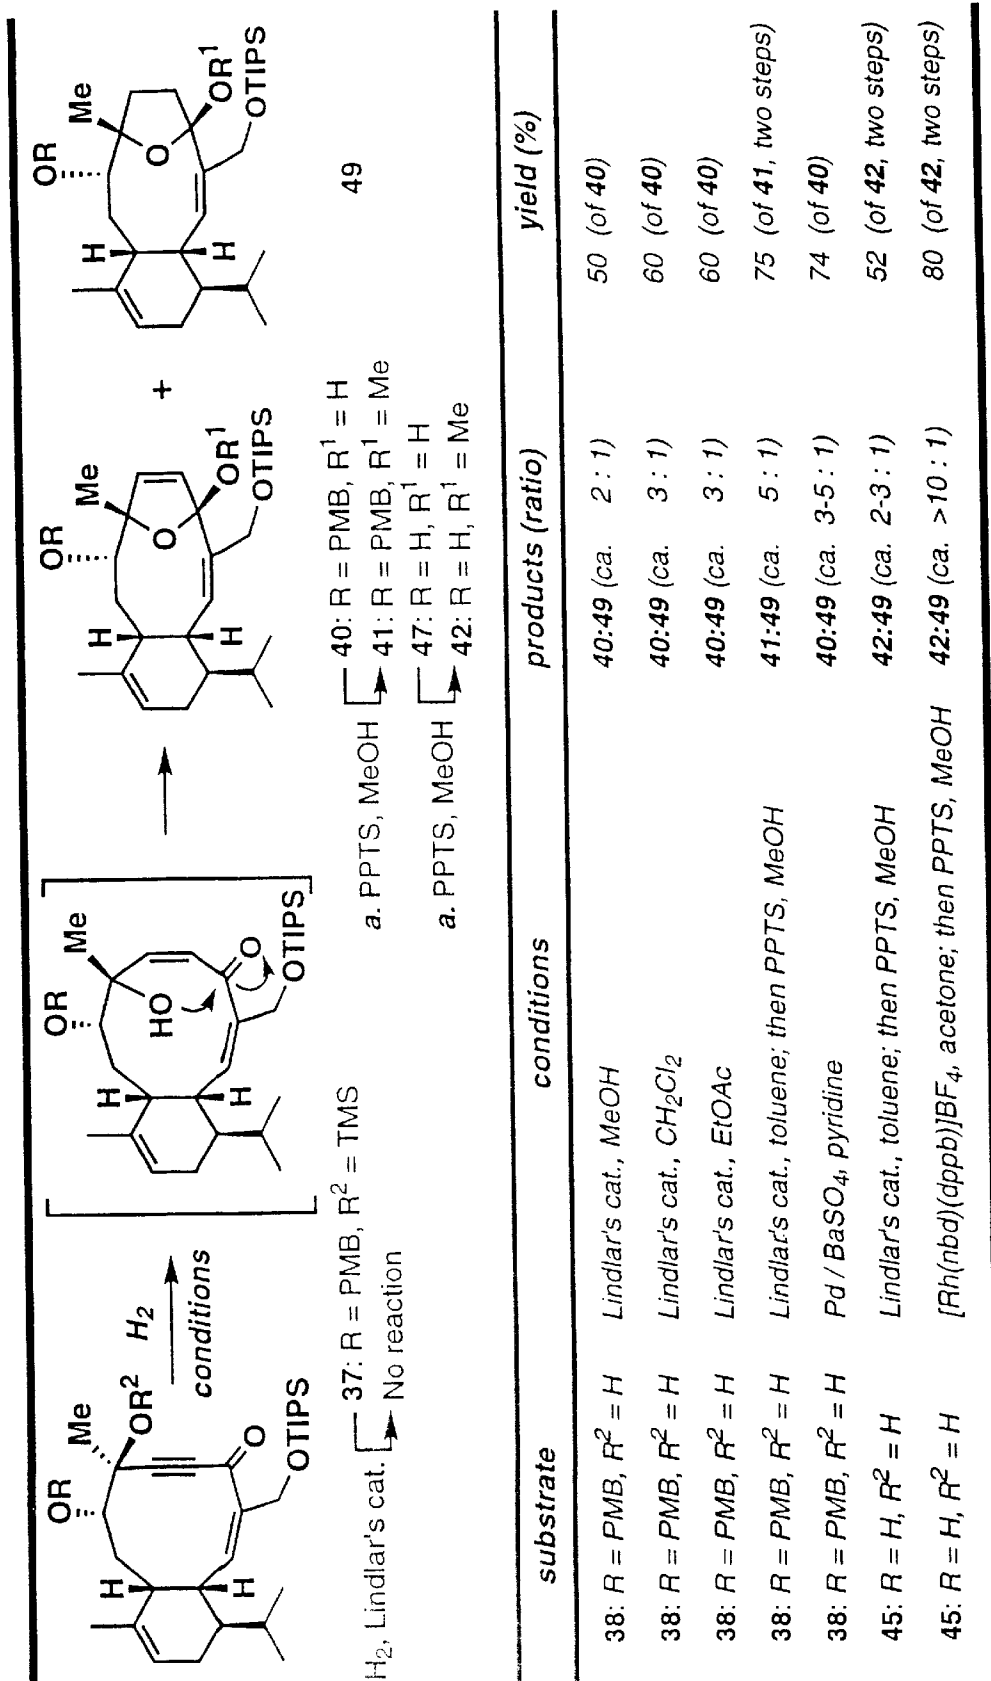 OR
Me
OR²
H
H
O
OTIPS
H₂
conditions
OR
Me
HO
H
H
O
OTIPS
OR
Me
H
H
O
OR¹
OTIPS
+
OR
Me
H
H
O
OR¹
OTIPS
H₂, Lindlar's cat.
37: R = PMB, R² = TMS
No reaction
a. PPTS, MeOH
40: R = PMB, R¹ = H
41: R = PMB, R¹ = Me
a. PPTS, MeOH
47: R = H, R¹ = H
42: R = H, R¹ = Me
49
substrate conditions products (ratio) yield (%)
38: R = PMB, R² = H Lindlar's cat., MeOH 40:49 (ca. 2 : 1) 50 (of 40)
38: R = PMB, R² = H Lindlar's cat., CH₂Cl₂ 40:49 (ca. 3 : 1) 60 (of 40)
38: R = PMB, R² = H Lindlar's cat., EtOAc 40:49 (ca. 3 : 1) 60 (of 40)
38: R = PMB, R² = H Lindlar's cat., toluene; then PPTS, MeOH 41:49 (ca. 5 : 1) 75 (of 41, two steps)
38: R = PMB, R² = H Pd / BaSO₄, pyridine 40:49 (ca. 3-5 : 1) 74 (of 40)
45: R = H, R² = H Lindlar's cat., toluene; then PPTS, MeOH 42:49 (ca. 2-3 : 1) 52 (of 42, two steps)
45: R = H, R² = H [Rh(nbd)(dppb)]BF₄, acetone; then PPTS, MeOH 42:49 (ca. >10 : 1) 80 (of 42, two steps)